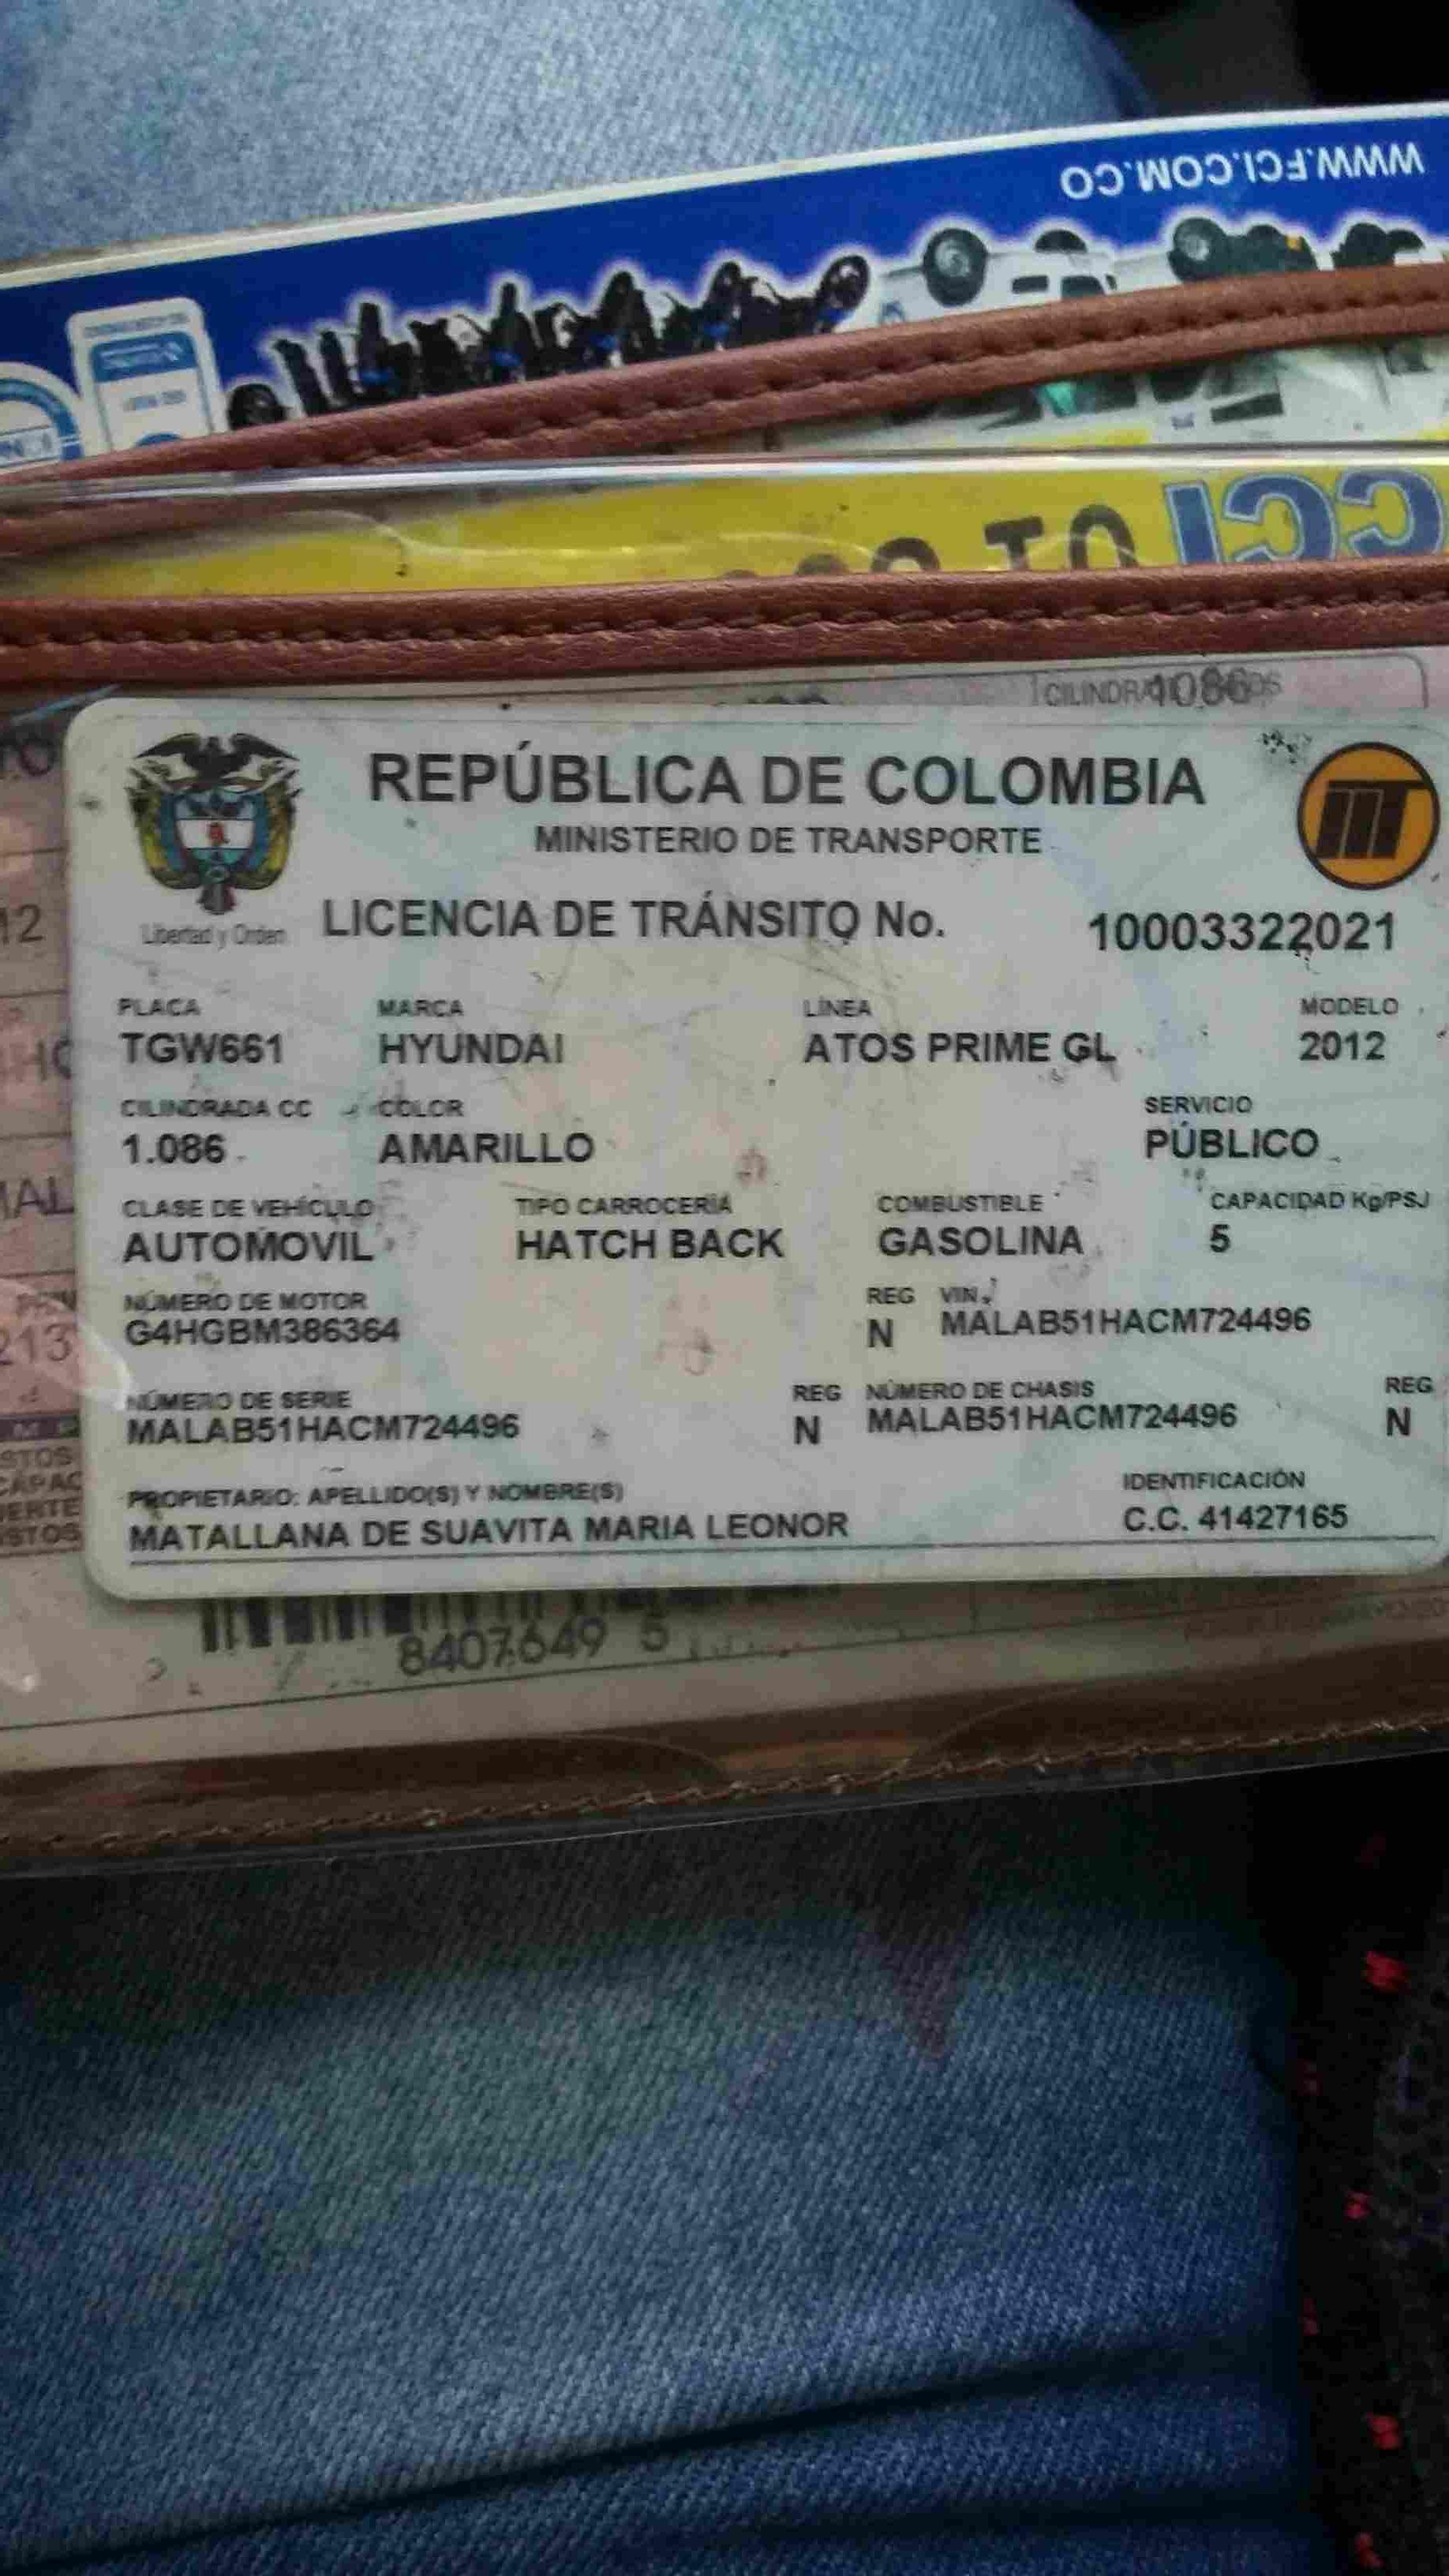 WWW.FCI.COM.CO
CILINDRA
1086
REPÚBLICA DE COLOMBIA
MINISTERIO DE TRANSPORTE
Libertad y Orden
LICENCIA DE TRÁNSITO No. 10003322021
PLACA MARCA LÍNEA MODELO
TGW661 HYUNDAI ATOS PRIME GL 2012
CILINDRADA CC COLOR SERVICIO
1.086 AMARILLO PÚBLICO
CLASE DE VEHÍCULO TIPO CARROCERÍA COMBUSTIBLE CAPACIDAD Kg/PSJ
AUTOMOVIL HATCH BACK GASOLINA 5
NÚMERO DE MOTOR REG VIN
G4HGBM386364 N MALAB51HACM724496
NÚMERO DE SERIE REG NÚMERO DE CHASIS REG
MALAB51HACM724496 N MALAB51HACM724496 N
PROPIETARIO: APELLIDO(S) Y NOMBRE(S) IDENTIFICACIÓN
MATALLANA DE SUAVITA MARIA LEONOR C.C. 41427165
8407649 5